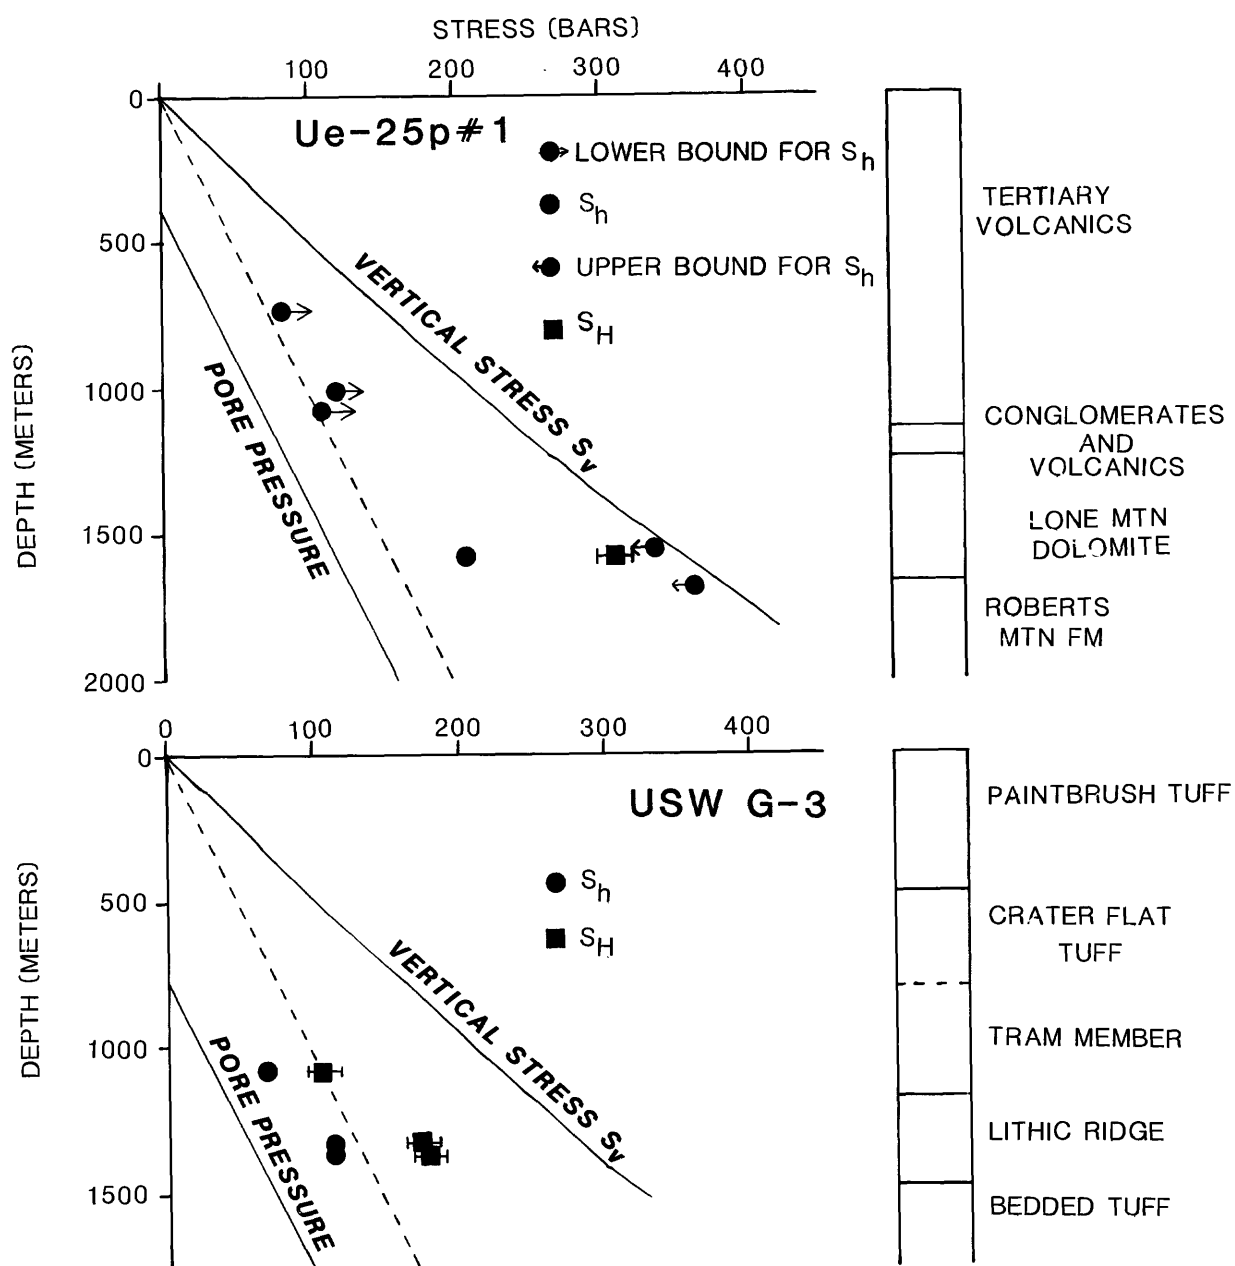 STRESS (BARS)
100 200 300 400
0
Ue-25p#1
LOWER BOUND FOR Sh
Sh
UPPER BOUND FOR Sh
SH
500
1000
1500
2000
DEPTH (METERS)
VERTICAL STRESS Sv
PORE PRESSURE
TERTIARY
VOLCANICS
CONGLOMERATES
AND
VOLCANICS
LONE MTN
DOLOMITE
ROBERTS
MTN FM
0 100 200 300 400
0
USW G-3
Sh
SH
500
1000
1500
DEPTH (METERS)
VERTICAL STRESS Sv
PORE PRESSURE
PAINTBRUSH TUFF
CRATER FLAT
TUFF
TRAM MEMBER
LITHIC RIDGE
BEDDED TUFF